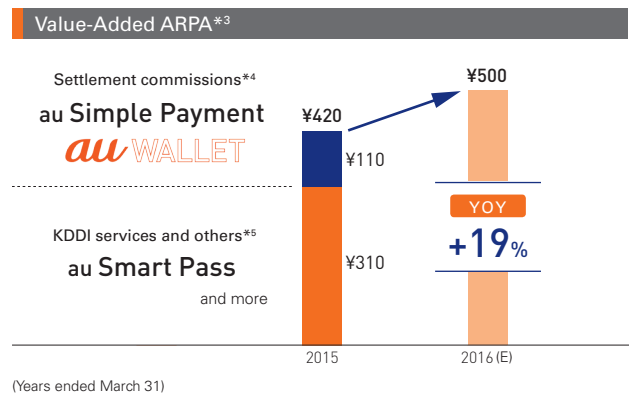 Value-Added ARPA*3
Settlement commissions*4
au Simple Payment
au WALLET
KDDI services and others*5
au Smart Pass
and more
¥420
¥110
¥310
¥500
YOY
+19%
2015
2016 (E)
(Years ended March 31)